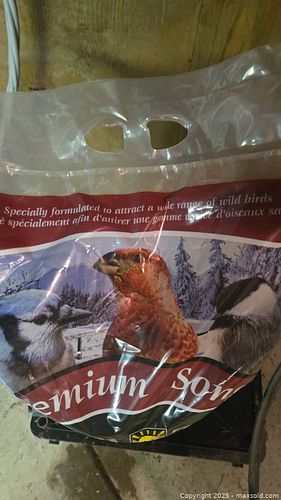 Specially formulated to attract a wide range of wild birds
spécialement afin d'attirer une gamme d'oiseaux sa
emium Son
Copyright 2025 - maxsold.com